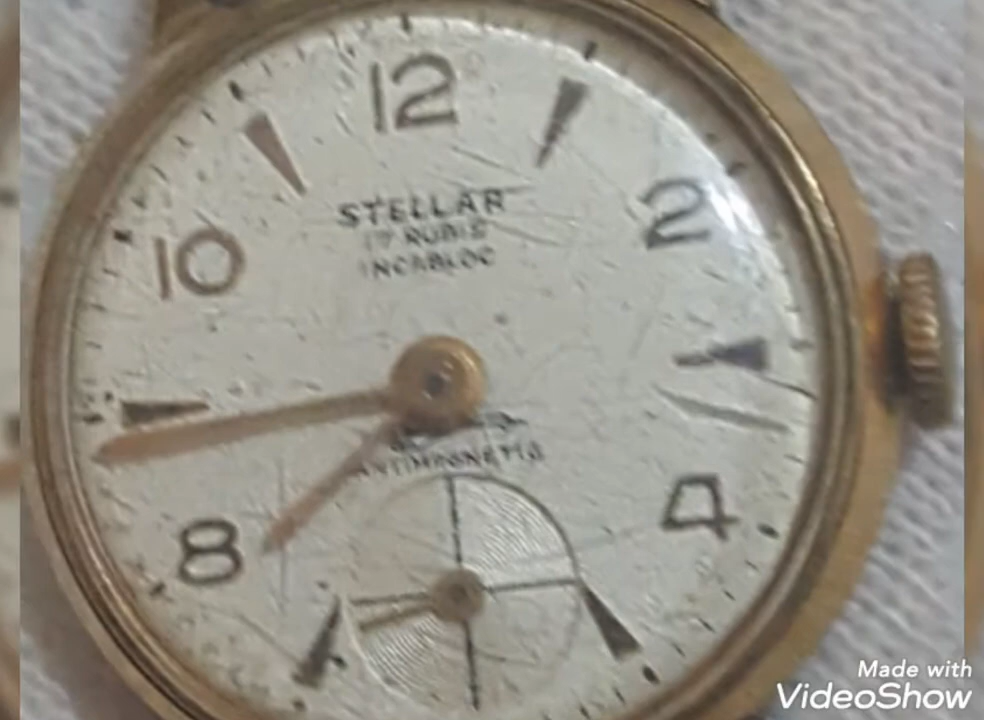 12
2
STELLAR
17 RUBIS
10
INCABLOC
ANTIMAGNETIC
4
8
Made with
VideoShow